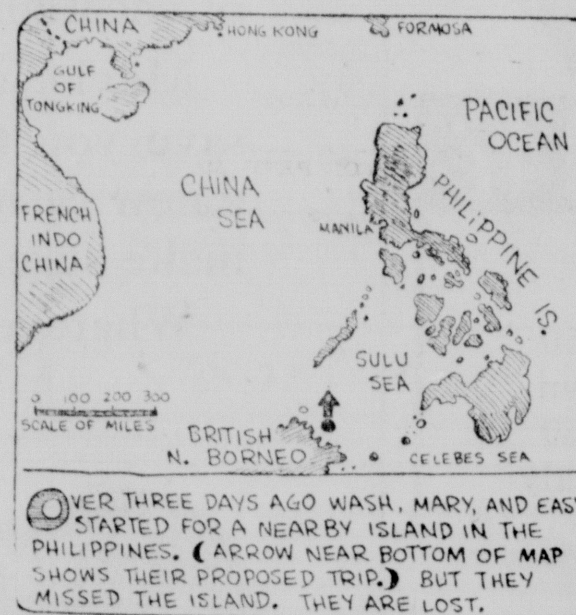 CHINA
HONG KONG
FORMOSA
GULF
OF
TONGKING
PACIFIC
OCEAN
CHINA
SEA
FRENCH
INDO
CHINA
MANILA
PHILIPPINE IS.
SULU
SEA
0 100 200 300
SCALE OF MILES
BRITISH
N. BORNEO
CELEBES SEA
OVER THREE DAYS AGO WASH, MARY, AND EASY
STARTED FOR A NEARBY ISLAND IN THE
PHILIPPINES. (ARROW NEAR BOTTOM OF MAP
SHOWS THEIR PROPOSED TRIP.) BUT THEY
MISSED THE ISLAND. THEY ARE LOST.